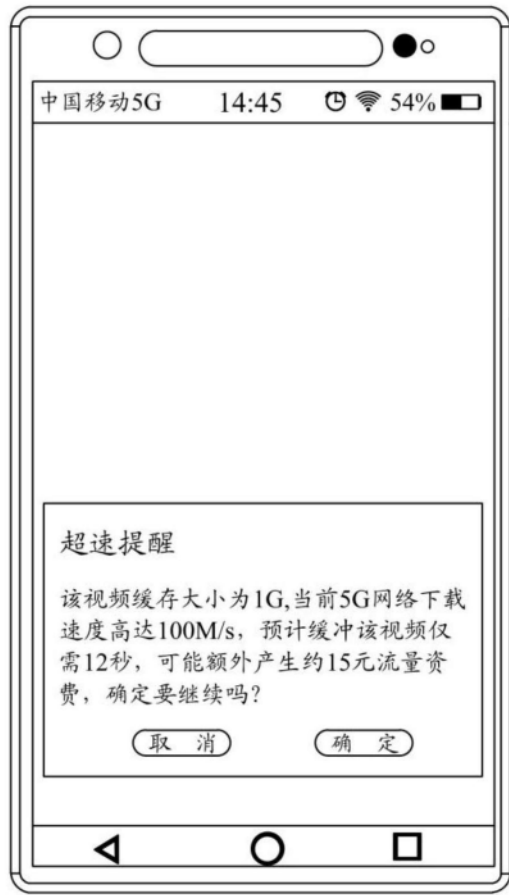 中国移动5G 14:45 54%
超速提醒
该视频缓存大小为1G,当前5G网络下载
速度高达100M/s，预计缓冲该视频仅
需12秒，可能额外产生约15元流量资
费，确定要继续吗？
取 消 确 定